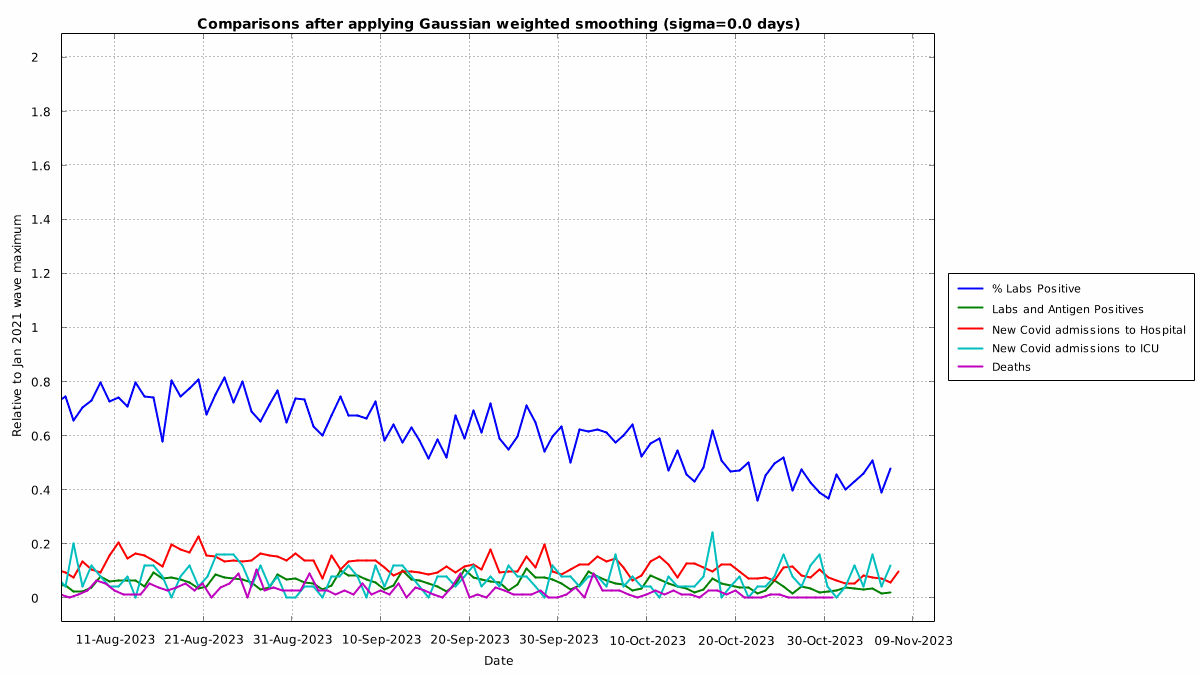 Comparisons after applying Gaussian weighted smoothing (sigma=0.0 days)
Relative to Jan 2021 wave maximum
2
1.8
1.6
1.4
1.2
1
0.8
0.6
0.4
0.2
0
11-Aug-2023 21-Aug-2023 31-Aug-2023 10-Sep-2023 20-Sep-2023 30-Sep-2023 10-Oct-2023 20-Oct-2023 30-Oct-2023 09-Nov-2023
Date
% Labs Positive
Labs and Antigen Positives
New Covid admissions to Hospital
New Covid admissions to ICU
Deaths